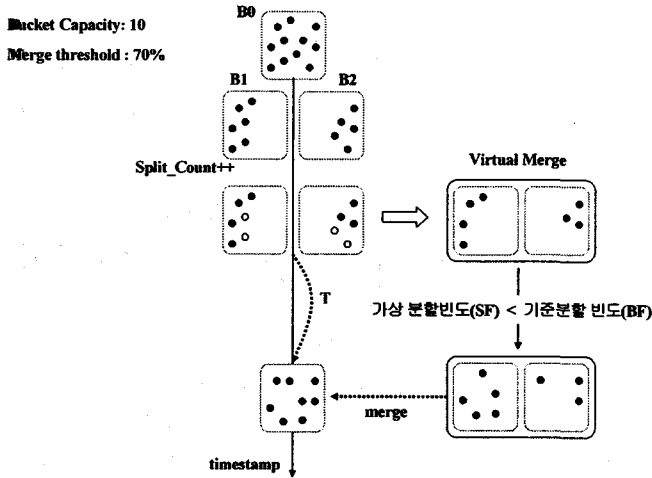 Bucket Capacity: 10
Merge threshold : 70%
B0
B1
B2
Split_Count++
Virtual Merge
T
가상 분할빈도(SF) < 기준분할 빈도(BF)
merge
timestamp